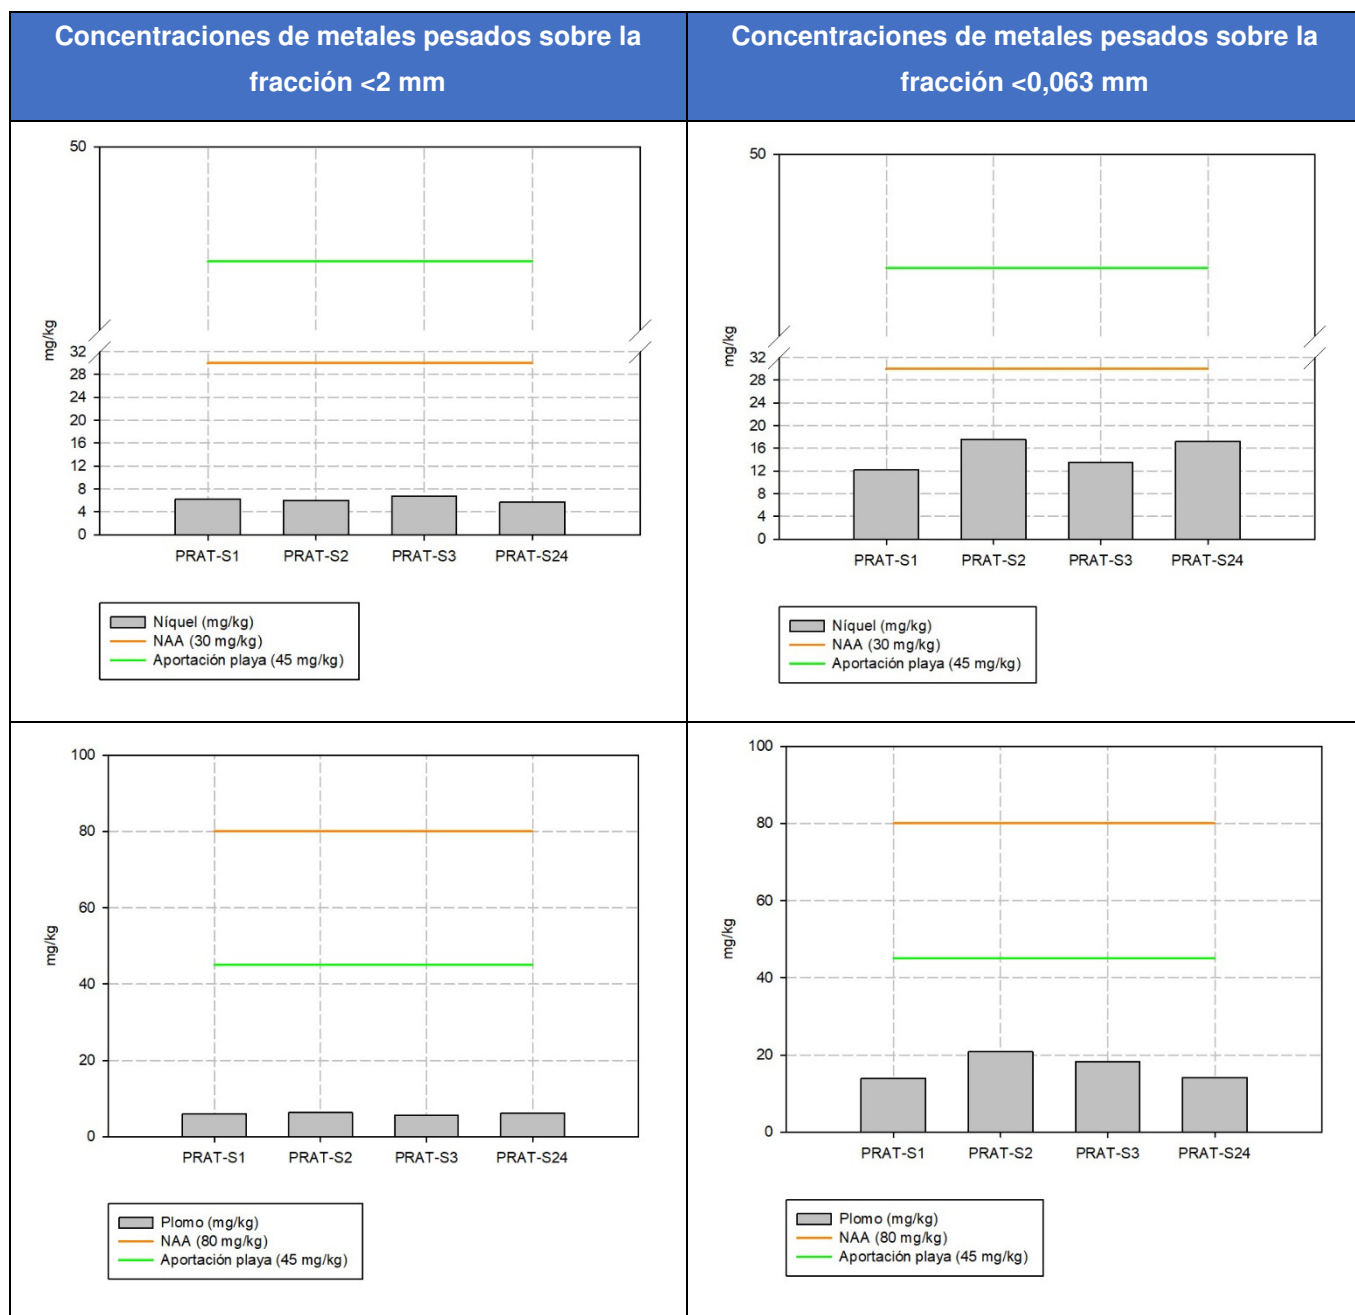 Concentraciones de metales pesados sobre la
fracción <2 mm
Concentraciones de metales pesados sobre la
fracción <0,063 mm
50
mg/kg
32
28
24
20
16
12
8
4
0
PRAT-S1 PRAT-S2 PRAT-S3 PRAT-S24
Níquel (mg/kg)
NAA (30 mg/kg)
Aportación playa (45 mg/kg)
50
mg/kg
32
28
24
20
16
12
8
4
0
PRAT-S1 PRAT-S2 PRAT-S3 PRAT-S24
Níquel (mg/kg)
NAA (30 mg/kg)
Aportación playa (45 mg/kg)
100
80
60
mg/kg
40
20
0
PRAT-S1 PRAT-S2 PRAT-S3 PRAT-S24
Plomo (mg/kg)
NAA (80 mg/kg)
Aportación playa (45 mg/kg)
100
80
60
mg/kg
40
20
0
PRAT-S1 PRAT-S2 PRAT-S3 PRAT-S24
Plomo (mg/kg)
NAA (80 mg/kg)
Aportación playa (45 mg/kg)